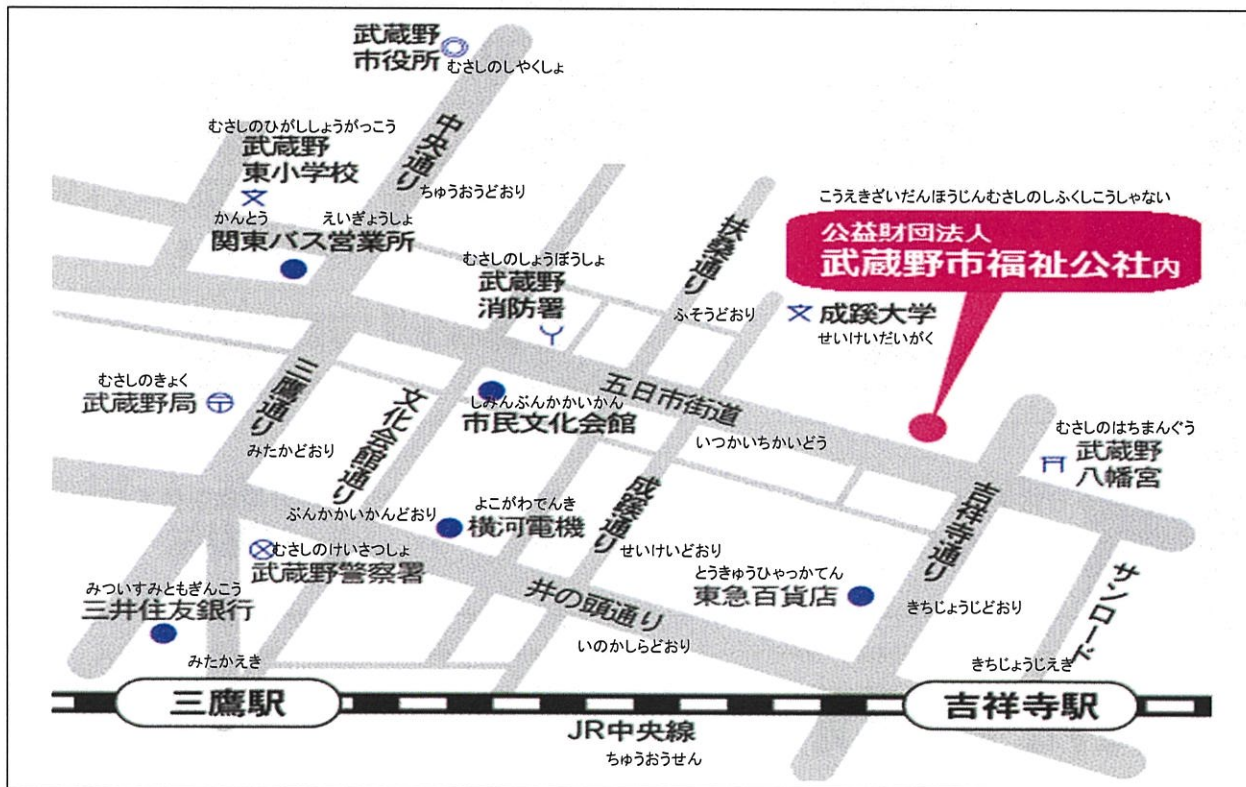 武蔵野
市役所
むさしのしやくしょ
むさしのひがししょうがっこう
武蔵野
東小学校
中央通り
ちゅうおうどおり
かんとう えいぎょうしょ
関東バス営業所
むさしのしょうぼうしょ
武蔵野
消防署
扶桑通り
ふそうどおり
こうえきざいだんほうじんむさしのしふくしこうしゃない
公益財団法人
武蔵野市福祉公社内
成蹊大学
せいけいだいがく
むさしのきょく
武蔵野局
三鷹通り
みたかどおり
文化会館通り
ぶんかかいかんどおり
しみんぶんかかいかん
市民文化会館
五日市街道
いつかいちかいどう
むさしのはちまんぐう
武蔵野
八幡宮
よこがわでんき
横河電機
成蹊通り
せいけいどおり
吉祥寺通り
きちじょうじどおり
むさしのけいさつしょ
武蔵野警察署
とうきゅうひゃっかてん
東急百貨店
サンロード
みついすみともぎんこう
三井住友銀行
井の頭通り
いのかしらどおり
みたかえき
三鷹駅
きちじょうじえき
吉祥寺駅
JR中央線
ちゅうおうせん